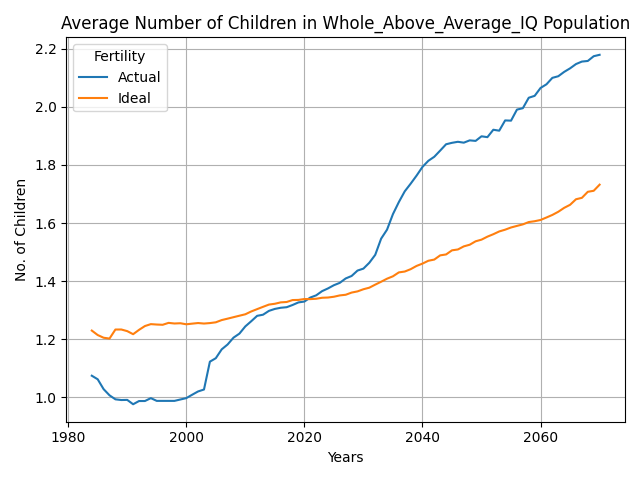 Average Number of Children in Whole_Above_Average_IQ Population
Fertility
Actual
Ideal
2.2
2.0
1.8
1.6
1.4
1.2
1.0
No. of Children
1980
2000
2020
2040
2060
Years